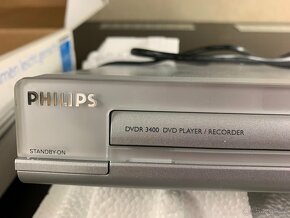 PHILIPS
DVDR 3400 DVD PLAYER / RECORDER
STANDBY-ON